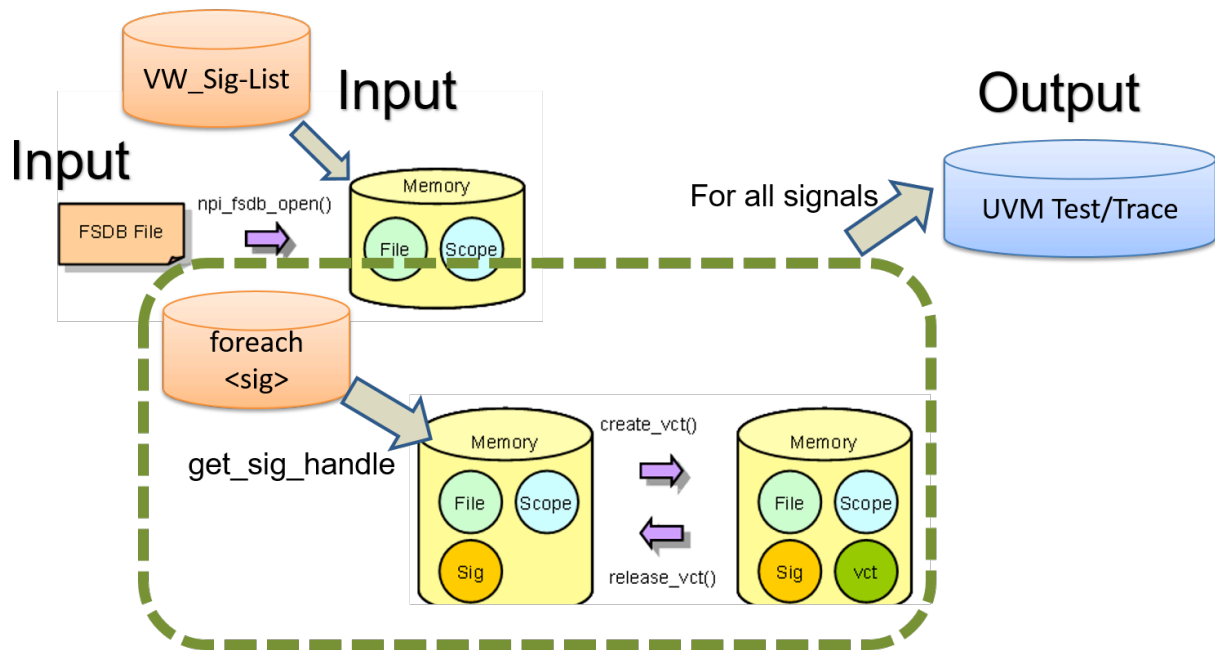 VW_Sig-List
Input
Output
Input
Memory
npi_fsdb_open()
FSDB File
File
Scope
For all signals
UVM Test/Trace
foreach
<sig>
get_sig_handle
Memory
File
Scope
Sig
create_vct()
release_vct()
Memory
File
Scope
Sig
vct